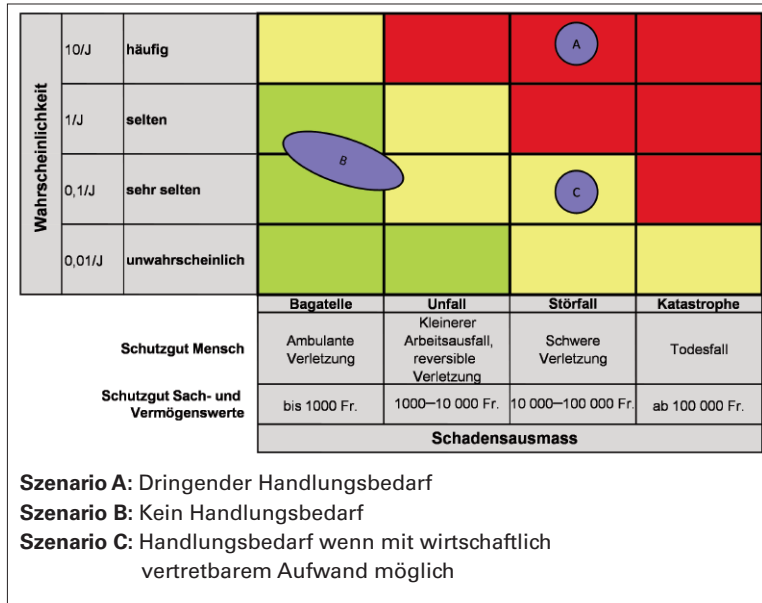 Wahrscheinlichkeit
10/J häufig
A
1/J selten
B
0,1/J sehr selten
C
0,01/J unwahrscheinlich
Bagatelle Unfall Störfall Katastrophe
Schutzgut Mensch
Ambulante
Verletzung
Kleinerer
Arbeitsausfall,
reversible
Verletzung
Schwere
Verletzung
Todesfall
Schutzgut Sach- und
Vermögenswerte
bis 1000 Fr. 1000–10 000 Fr. 10 000–100 000 Fr. ab 100 000 Fr.
Schadensausmass
Szenario A: Dringender Handlungsbedarf
Szenario B: Kein Handlungsbedarf
Szenario C: Handlungsbedarf wenn mit wirtschaftlich
vertretbarem Aufwand möglich